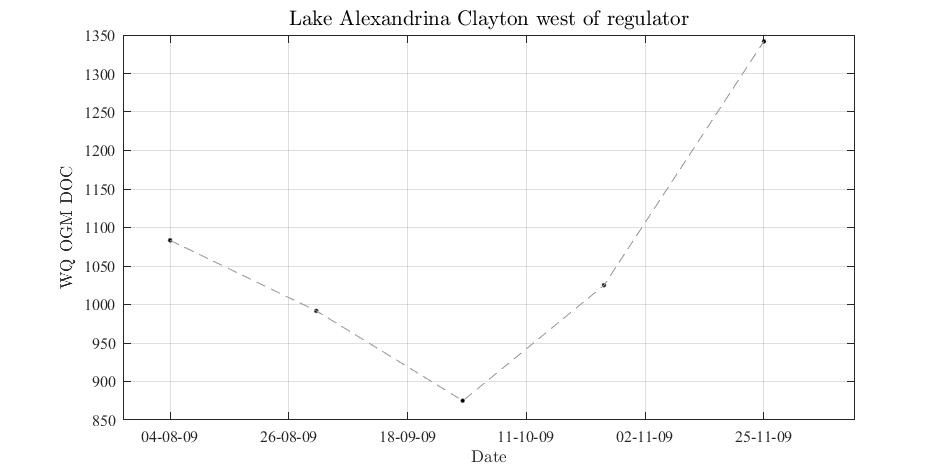 Lake Alexandrina Clayton west of regulator
1350
1300
1250
1200
1150
1100
1050
1000
950
900
850
WQ OGM DOC
04-08-09 26-08-09 18-09-09 11-10-09 02-11-09 25-11-09
Date